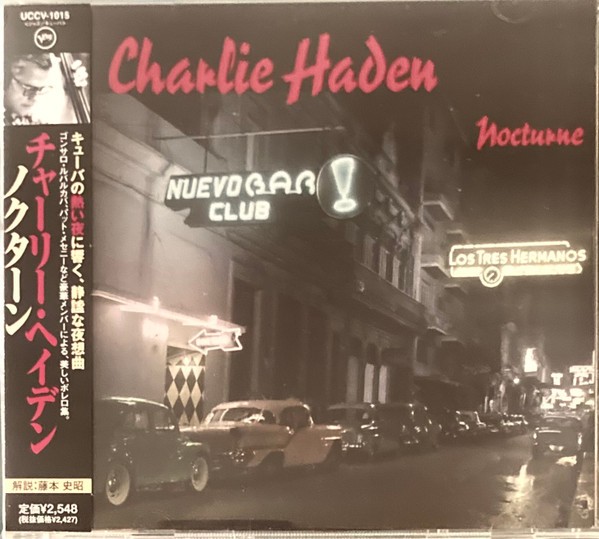 UCCV-1015
Charlie Haden
Nocturne
NUEVO BAR
CLUB
LOS TRES HERMANOS
キューバの熱い夜に響く、静謐な夜想曲
ゴンサロ・ルバルカバ、パット・メセニーなど豪華メンバーによる、美しいボレロ集。
チャーリー・ヘイデン
ノクターン
解説:藤本 史昭
定価¥2,548
(税抜価格¥2,427)